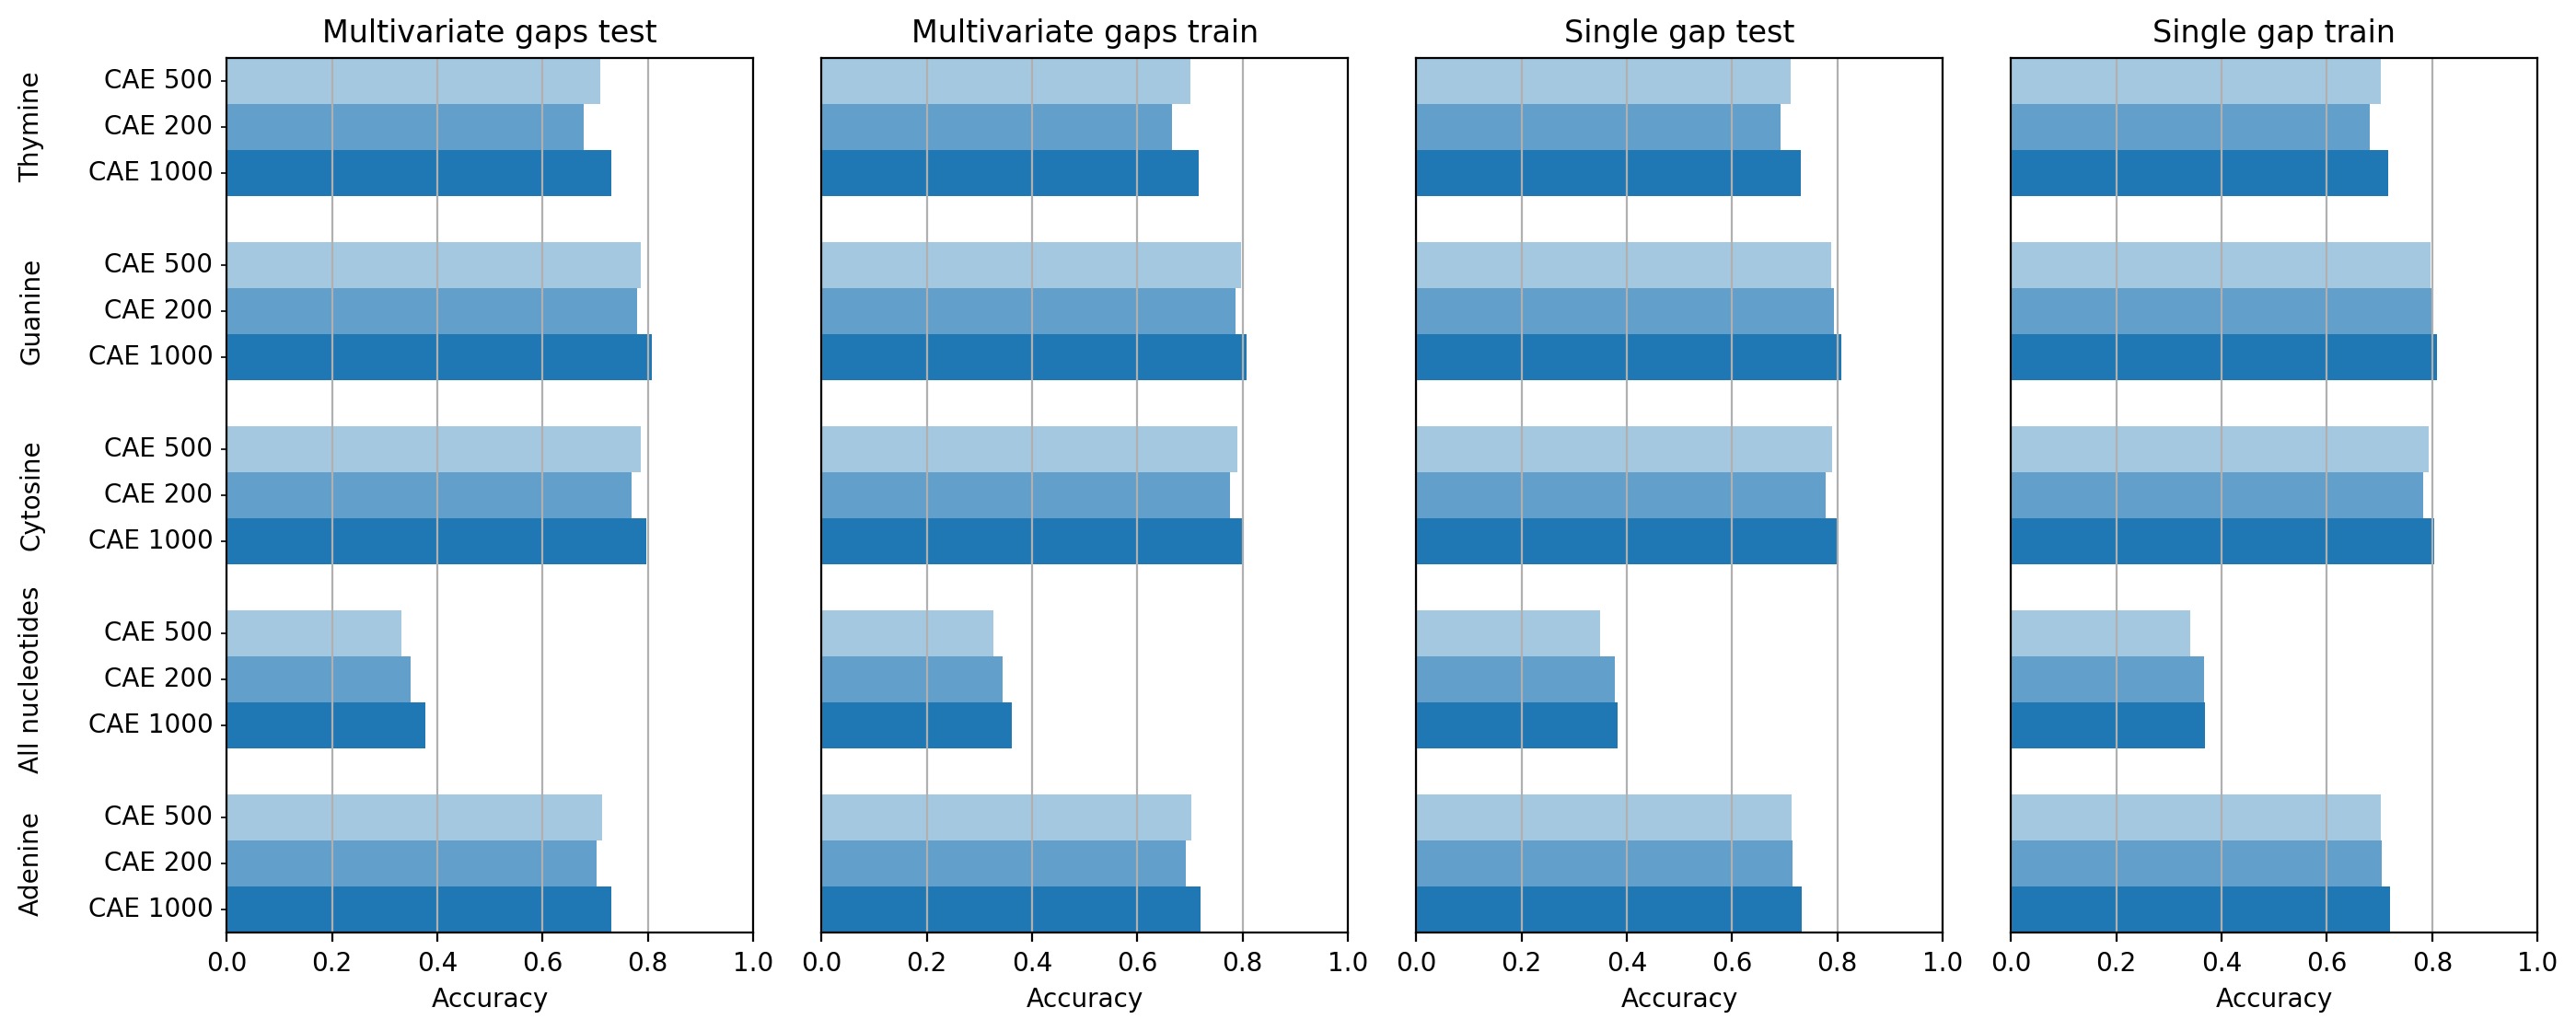 Multivariate gaps test
Multivariate gaps train
Single gap test
Single gap train
Thymine
CAE 500
CAE 200
CAE 1000
Guanine
CAE 500
CAE 200
CAE 1000
Cytosine
CAE 500
CAE 200
CAE 1000
All nucleotides
CAE 500
CAE 200
CAE 1000
Adenine
CAE 500
CAE 200
CAE 1000
0.0 0.2 0.4 0.6 0.8 1.0
0.0 0.2 0.4 0.6 0.8 1.0
0.0 0.2 0.4 0.6 0.8 1.0
0.0 0.2 0.4 0.6 0.8 1.0
Accuracy
Accuracy
Accuracy
Accuracy